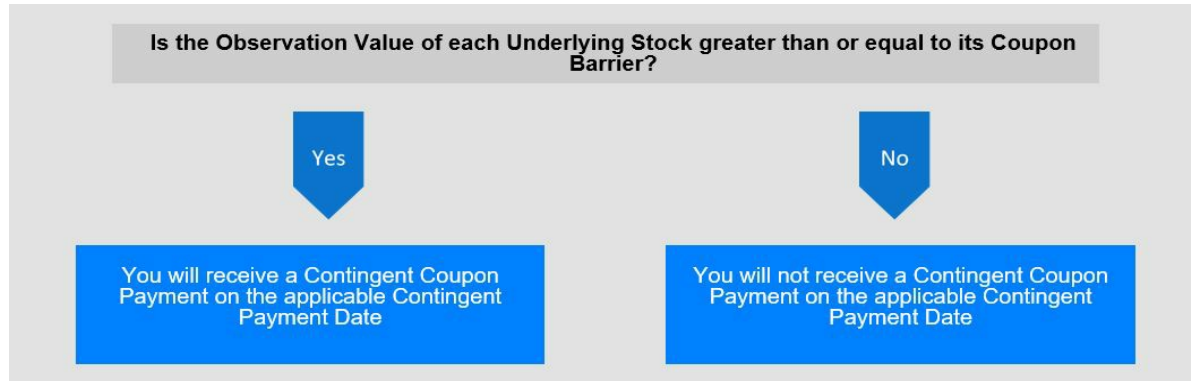 Is the Observation Value of each Underlying Stock greater than or equal to its Coupon
Barrier?
Yes
No
You will receive a Contingent Coupon
Payment on the applicable Contingent
Payment Date
You will not receive a Contingent Coupon
Payment on the applicable Contingent
Payment Date